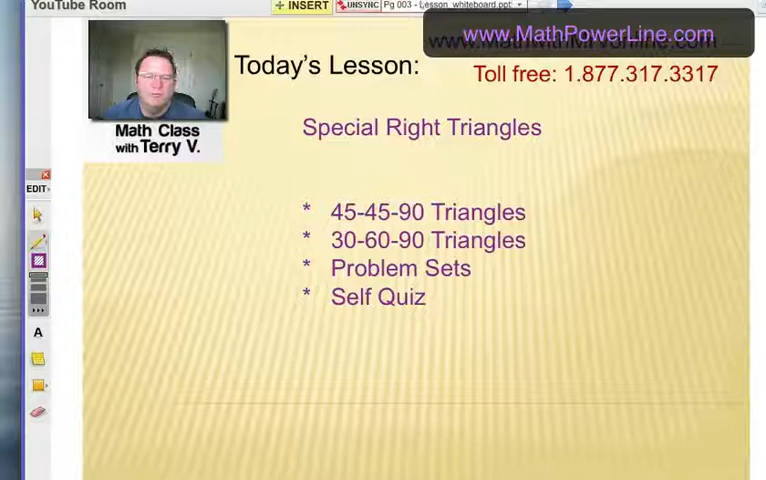 YouTube Room
INSERT
UNSYNC
Pg 003 - Lesson_whiteboard.ppt
www.MathPowerLine.com
Today's Lesson:
Toll free: 1.877.317.3317
Special Right Triangles
Math Class
with Terry V.
EDIT
* 45-45-90 Triangles
* 30-60-90 Triangles
* Problem Sets
* Self Quiz
A